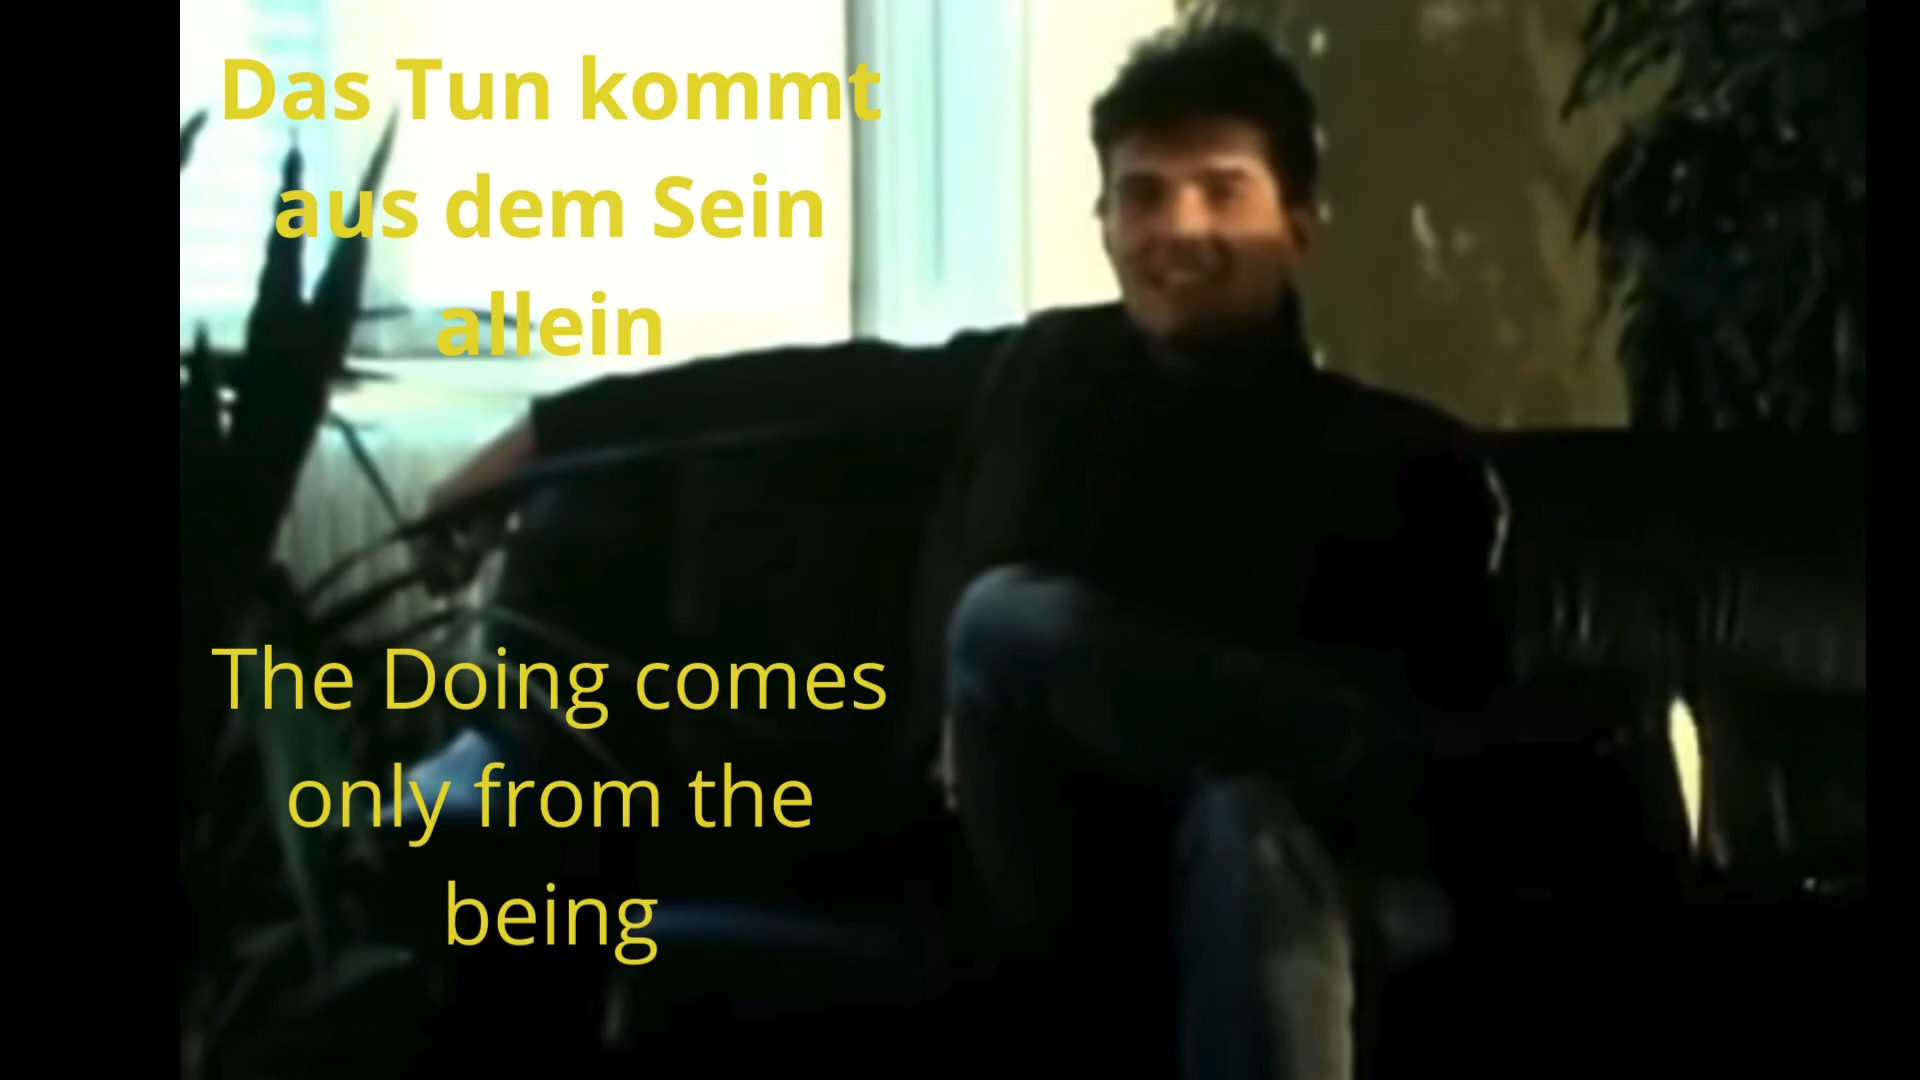 Das Tun kommt
aus dem Sein
allein
The Doing comes
only from the
being